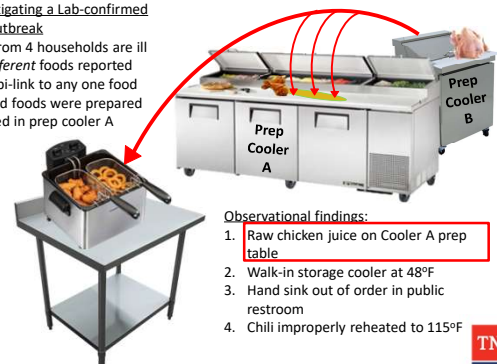 tigating a Lab-confirmed
utbreak
rom 4 households are ill
fferent foods reported
pi-link to any one food
d foods were prepared
ed in prep cooler A
Prep
Cooler
B
Prep
Cooler
A
Observational findings:
1. Raw chicken juice on Cooler A prep
table
2. Walk-in storage cooler at 48°F
3. Hand sink out of order in public
restroom
4. Chili improperly reheated to 115°F
TN